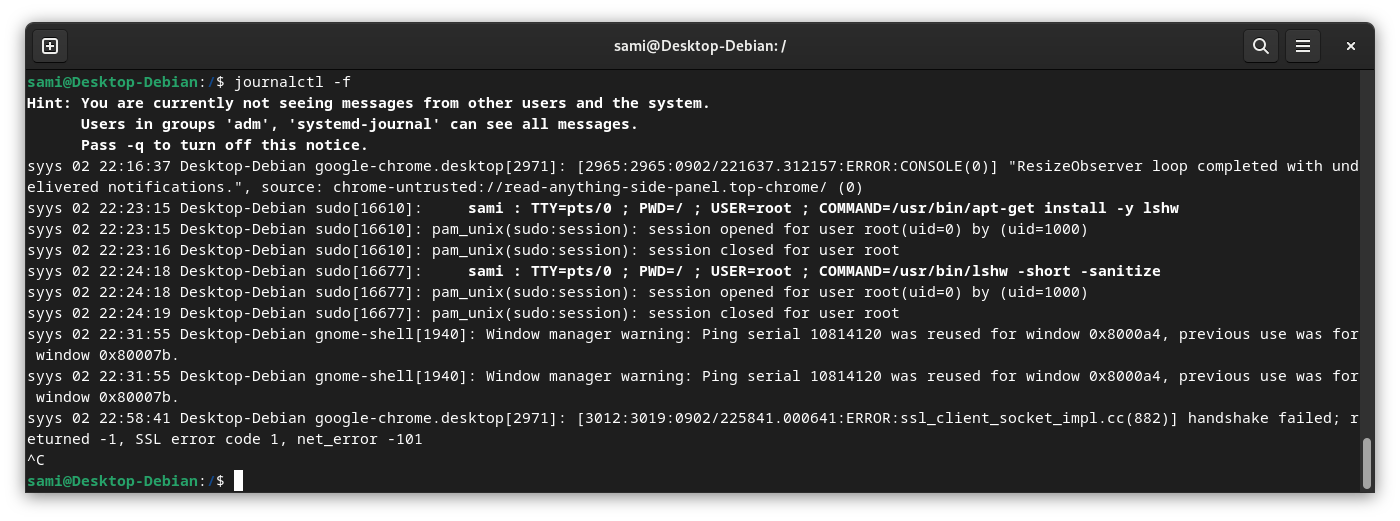 sami@Desktop-Debian: /
sami@Desktop-Debian:/$ journalctl -f
Hint: You are currently not seeing messages from other users and the system.
      Users in groups 'adm', 'systemd-journal' can see all messages.
      Pass -q to turn off this notice.
syys 02 22:16:37 Desktop-Debian google-chrome.desktop[2971]: [2965:2965:0902/221637.312157:ERROR:CONSOLE(0)] "ResizeObserver loop completed with und
elivered notifications.", source: chrome-untrusted://read-anything-side-panel.top-chrome/ (0)
syys 02 22:23:15 Desktop-Debian sudo[16610]:     sami : TTY=pts/0 ; PWD=/ ; USER=root ; COMMAND=/usr/bin/apt-get install -y lshw
syys 02 22:23:15 Desktop-Debian sudo[16610]: pam_unix(sudo:session): session opened for user root(uid=0) by (uid=1000)
syys 02 22:23:16 Desktop-Debian sudo[16610]: pam_unix(sudo:session): session closed for user root
syys 02 22:24:18 Desktop-Debian sudo[16677]:     sami : TTY=pts/0 ; PWD=/ ; USER=root ; COMMAND=/usr/bin/lshw -short -sanitize
syys 02 22:24:18 Desktop-Debian sudo[16677]: pam_unix(sudo:session): session opened for user root(uid=0) by (uid=1000)
syys 02 22:24:19 Desktop-Debian sudo[16677]: pam_unix(sudo:session): session closed for user root
syys 02 22:31:55 Desktop-Debian gnome-shell[1940]: Window manager warning: Ping serial 10814120 was reused for window 0x8000a4, previous use was for
 window 0x80007b.
syys 02 22:31:55 Desktop-Debian gnome-shell[1940]: Window manager warning: Ping serial 10814120 was reused for window 0x8000a4, previous use was for
 window 0x80007b.
syys 02 22:58:41 Desktop-Debian google-chrome.desktop[2971]: [3012:3019:0902/225841.000641:ERROR:ssl_client_socket_impl.cc(882)] handshake failed; r
eturned -1, SSL error code 1, net_error -101
^C
sami@Desktop-Debian:/$